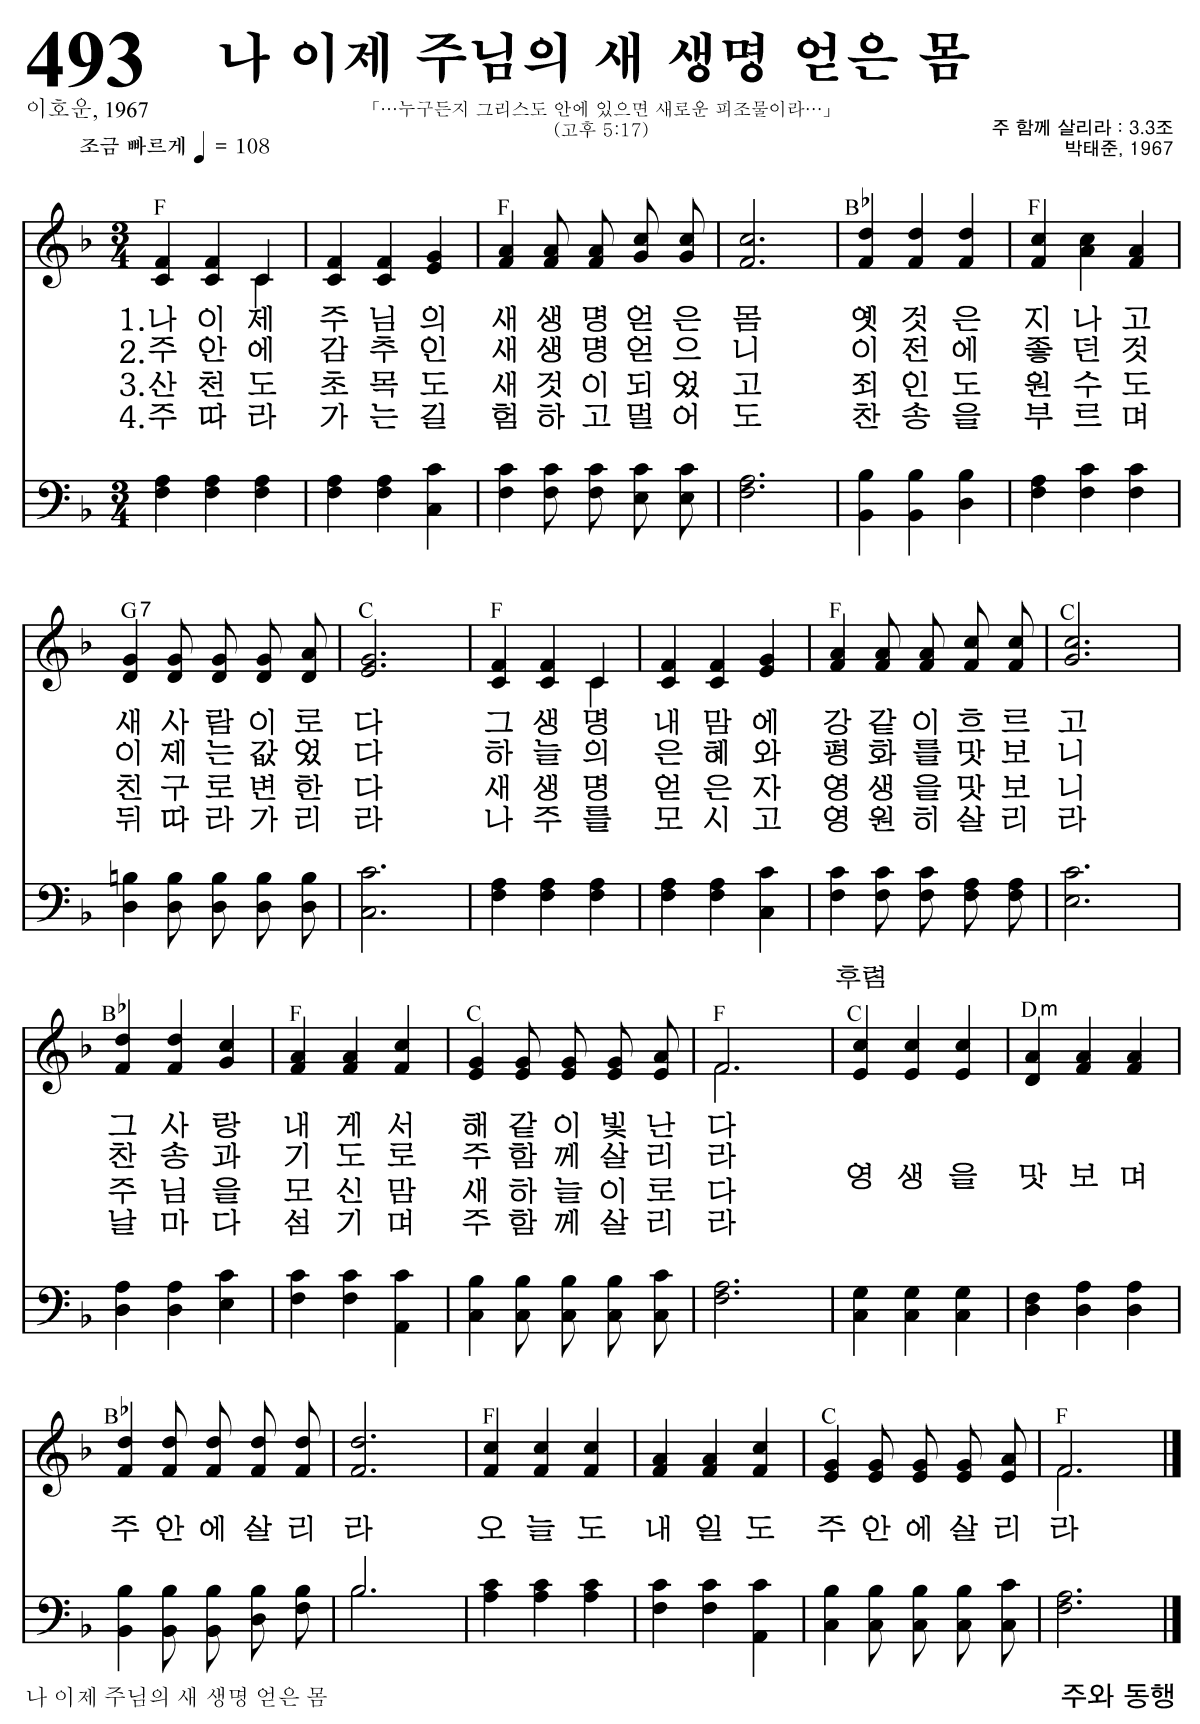 493 나 이제 주님의 새 생명 얻은 몸
이호운, 1967
「…누구든지 그리스도 안에 있으면 새로운 피조물이라…」
(고후 5:17)
조금 빠르게 ♩ = 108
주 함께 살리라 : 3.3조
박태준, 1967
F F B♭ F
3/4
1.나 이 제 주 님 의 새 생 명 얻 은 몸 옛 것 은 지 나 고
2.주 안 에 감 추 인 새 생 명 얻 으 니 이 전 에 좋 던 것
3.산 천 도 초 목 도 새 것 이 되 었 고 죄 인 도 원 수 도
4.주 따 라 가 는 길 험 하 고 멀 어 도 찬 송 을 부 르 며
3/4
G7 C F F C
새 사 람 이 로 다 그 생 명 내 맘 에 강 같 이 흐 르 고
이 제 는 값 없 다 하 늘 의 은 혜 와 평 화 를 맛 보 니
친 구 로 변 한 다 새 생 명 얻 은 자 영 생 을 맛 보 니
뒤 따 라 가 리 라 나 주 를 모 시 고 영 원 히 살 리 라
후렴
B♭ F C F C Dm
그 사 랑 내 게 서 해 같 이 빛 난 다
찬 송 과 기 도 로 주 함 께 살 리 라
영 생 을 맛 보 며
주 님 을 모 신 맘 새 하 늘 이 로 다
날 마 다 섬 기 며 주 함 께 살 리 라
B♭ F C F
주 안 에 살 리 라 오 늘 도 내 일 도 주 안 에 살 리 라
나 이제 주님의 새 생명 얻은 몸
주와 동행